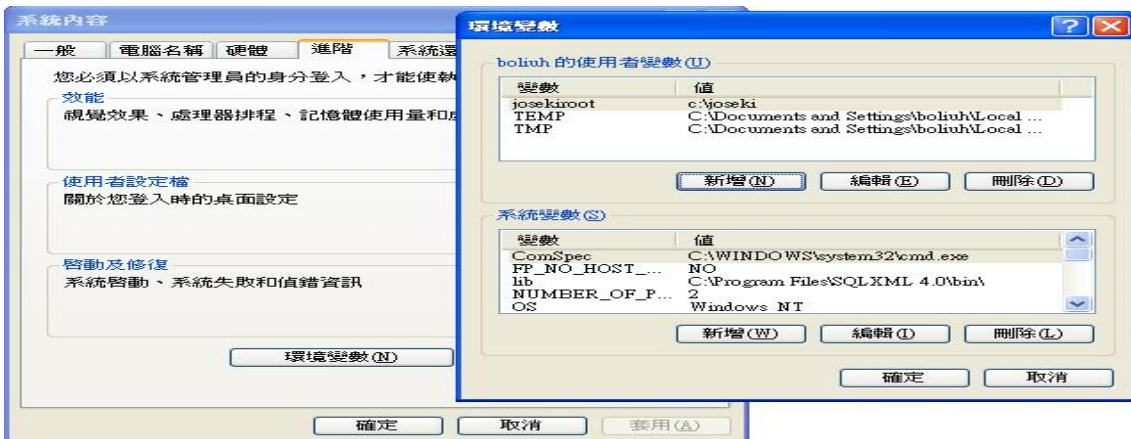 系統內容
一般 電腦名稱 硬體 進階 系統還
您必須以系統管理員的身分登入，才能使執
效能
視覺效果、處理器排程、記憶體使用量和
使用者設定檔
關於您登入時的桌面設定
啓動及修復
系統啓動、系統失敗和偵錯資訊
環境變數(N)
確定 取消 套用(A)
環境變數
boliuh 的使用者變數(U)
變數 值
josekiroot c:\joseki
TEMP C:\Documents and Settings\boliuh\Local ...
TMP C:\Documents and Settings\boliuh\Local ...
新增(N) 編輯(E) 刪除(D)
系統變數(S)
變數 值
ComSpec C:\WINDOWS\system32\cmd.exe
FP_NO_HOST_... NO
lib C:\Program Files\SQLXML 4.0\bin\
NUMBER_OF_P... 2
OS Windows NT
新增(W) 編輯(I) 刪除(L)
確定 取消